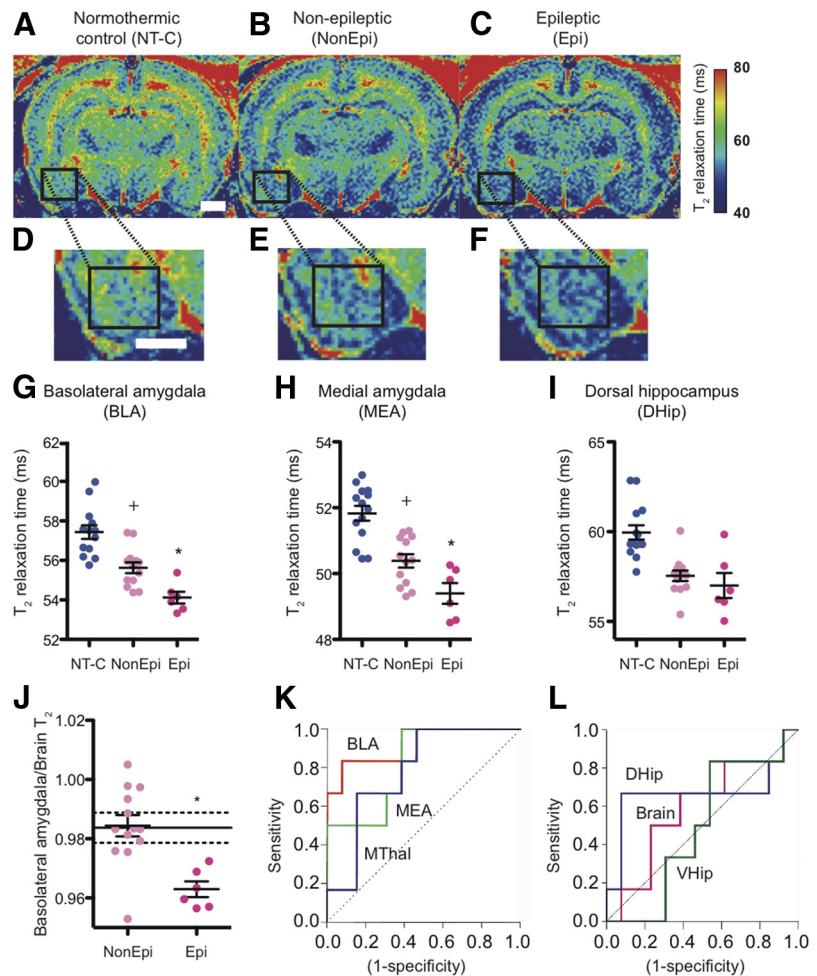 A
Normothermic
control (NT-C)
B
Non-epileptic
(NonEpi)
C
Epileptic
(Epi)
80
60
40
T2 relaxation time (ms)
D
E
F
G
Basolateral amygdala
(BLA)
T2 relaxation time (ms)
62
60
58
56
54
52
+
*
NT-C NonEpi Epi
H
Medial amygdala
(MEA)
T2 relaxation time (ms)
54
52
50
48
+
*
NT-C NonEpi Epi
I
Dorsal hippocampus
(DHip)
T2 relaxation time (ms)
65
60
55
NT-C NonEpi Epi
J
Basolateral amygdala/Brain T2
1.02
1.00
0.98
0.96
*
NonEpi Epi
K
Sensitivity
1.0
0.8
0.6
0.4
0.2
0.0
BLA
MEA
MThal
0.0 0.2 0.4 0.6 0.8 1.0
(1-specificity)
L
Sensitivity
1.0
0.8
0.6
0.4
0.2
0.0
DHip
Brain
VHip
0.0 0.2 0.4 0.6 0.8 1.0
(1-specificity)